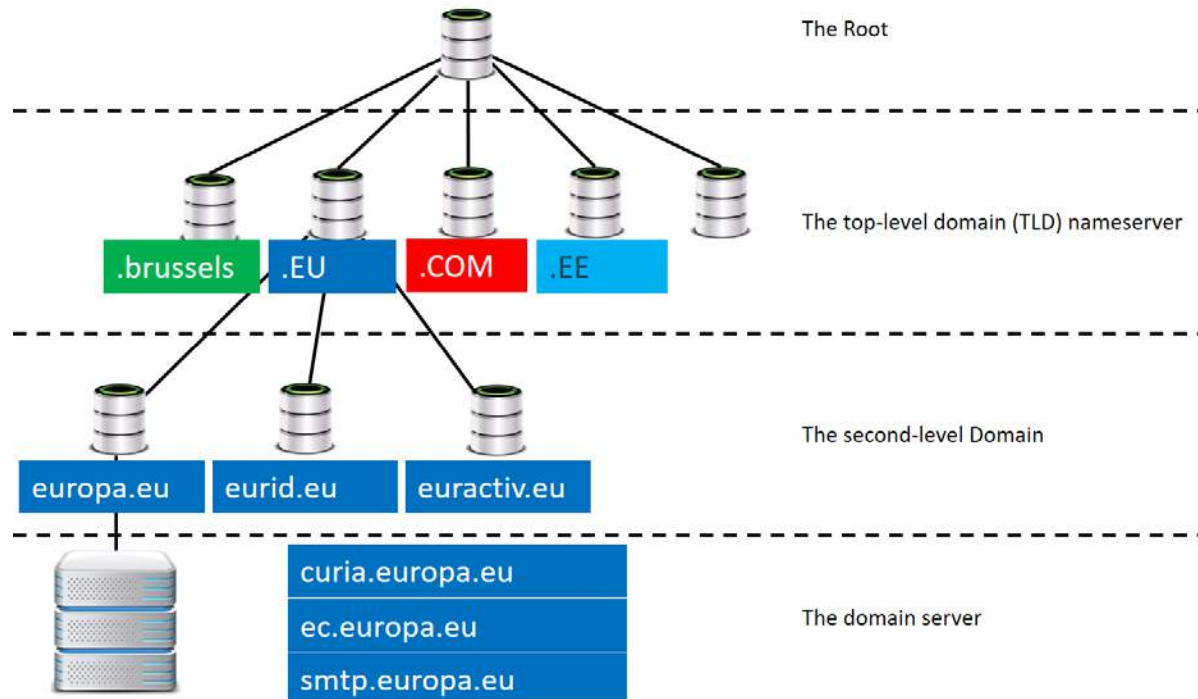 The Root
The top-level domain (TLD) nameserver
.brussels
.EU
.COM
.EE
The second-level Domain
europa.eu
eurid.eu
euractiv.eu
curia.europa.eu
ec.europa.eu
The domain server
smtp.europa.eu